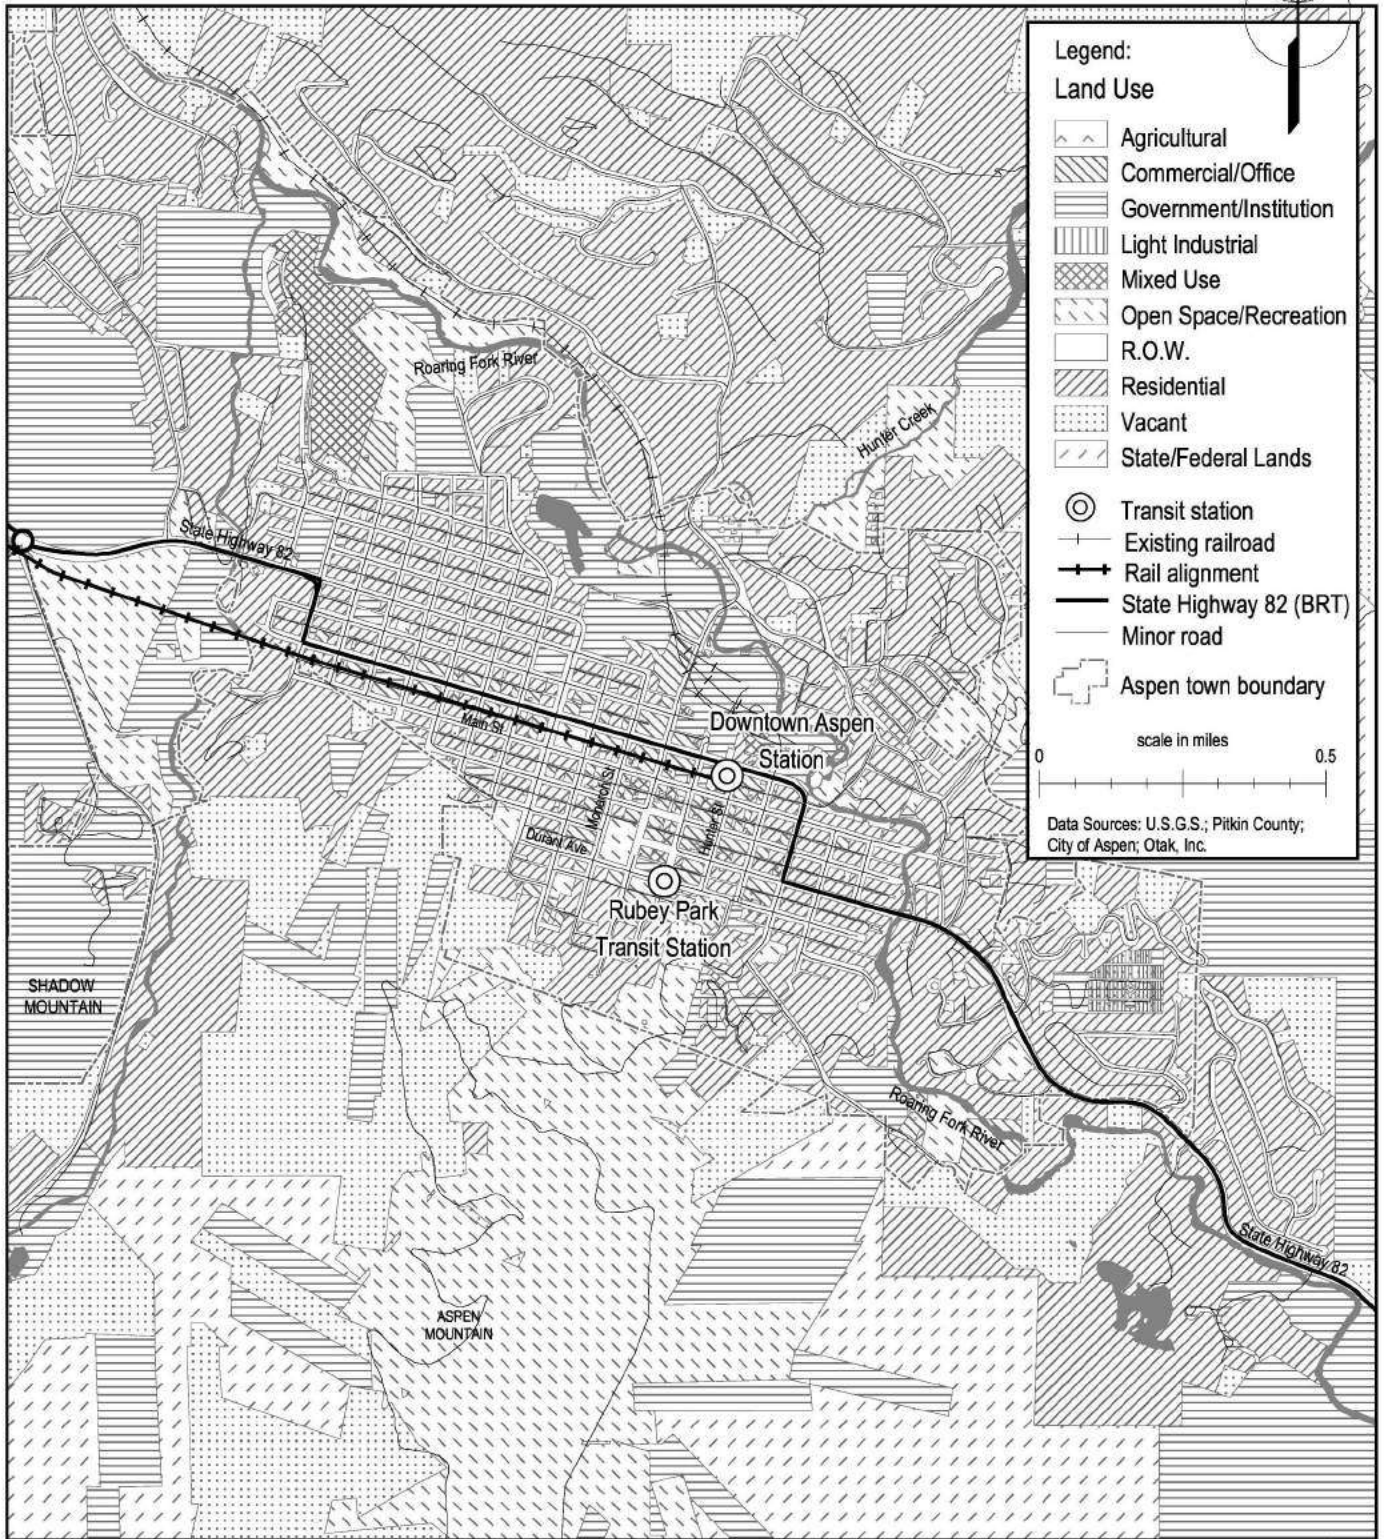 Legend:
Land Use
Agricultural
Commercial/Office
Government/Institution
Light Industrial
Mixed Use
Open Space/Recreation
R.O.W.
Residential
Vacant
State/Federal Lands
Transit station
Existing railroad
Rail alignment
State Highway 82 (BRT)
Minor road
Aspen town boundary
scale in miles
0 0.5
Data Sources: U.S.G.S.; Pitkin County;
City of Aspen; Otak, Inc.
Roaring Fork River
Hunter Creek
State Highway 82
Main St
Downtown Aspen
Station
Monarch St
Hunter St
Durant Ave
Rubey Park
Transit Station
SHADOW
MOUNTAIN
Roaring Fork River
State Highway 82
ASPEN
MOUNTAIN